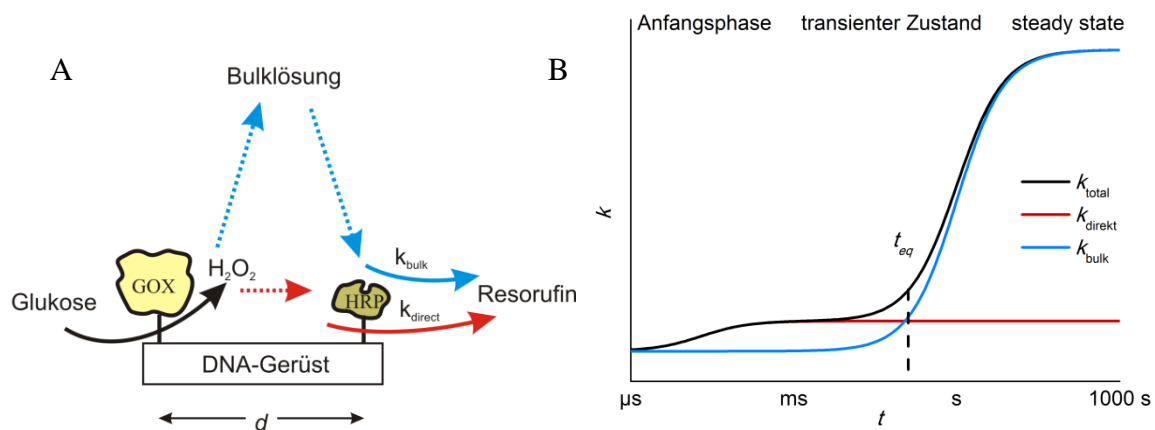 A
Bulklösung
Glukose
GOX
H2O2
HRP
kbulk
kdirect
Resorufin
DNA-Gerüst
d
B
Anfangsphase transienter Zustand steady state
k
teq
ktotal
kdirekt
kbulk
µs ms s 1000 s
t